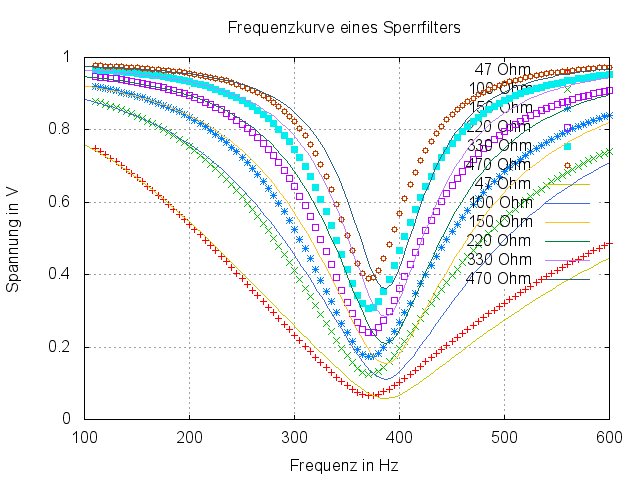 Frequenzkurve eines Sperrfilters
1
0.8
0.6
0.4
0.2
0
100
200
300
400
500
600
Spannung in V
Frequenz in Hz
47 Ohm
100 Ohm
150 Ohm
220 Ohm
330 Ohm
470 Ohm
47 Ohm
100 Ohm
150 Ohm
220 Ohm
330 Ohm
470 Ohm